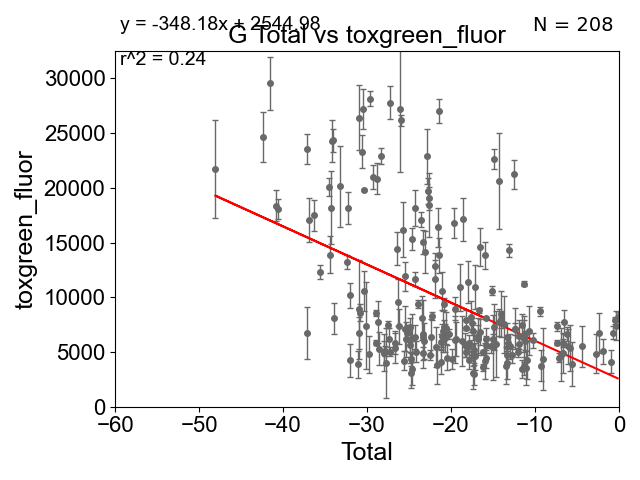 y = -348.18x + 2544.98
G Total vs toxgreen_fluor
N = 208
r^2 = 0.24
30000
25000
20000
15000
10000
5000
0
toxgreen_fluor
−60
−50
−40
−30
−20
−10
0
Total